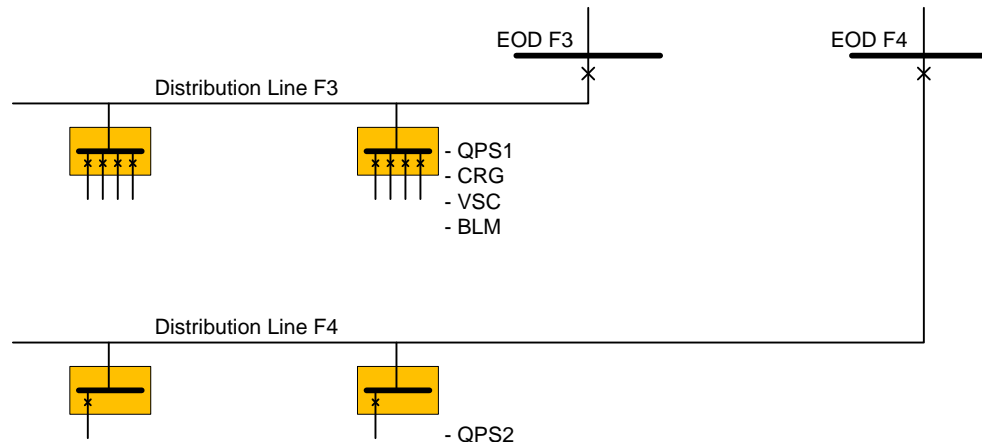 EOD F3
EOD F4
Distribution Line F3
- QPS1
- CRG
- VSC
- BLM
Distribution Line F4
- QPS2